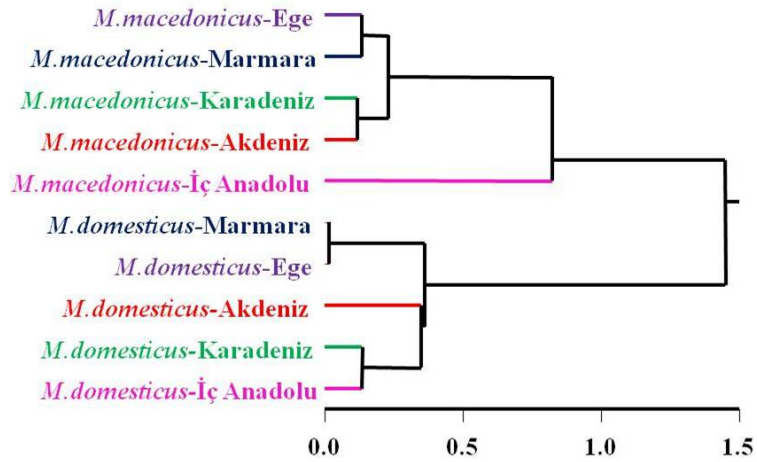 M.macedonicus-Ege
M.macedonicus-Marmara
M.macedonicus-Karadeniz
M.macedonicus-Akdeniz
M.macedonicus-İç Anadolu
M.domesticus-Marmara
M.domesticus-Ege
M.domesticus-Akdeniz
M.domesticus-Karadeniz
M.domesticus-İç Anadolu
0.0 0.5 1.0 1.5